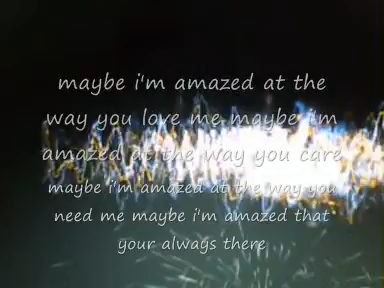 maybe i'm amazed at the
way you love me maybe i'm
amazed at the way you care
maybe i'm amazed at the way you
need me maybe i'm amazed that
your always there